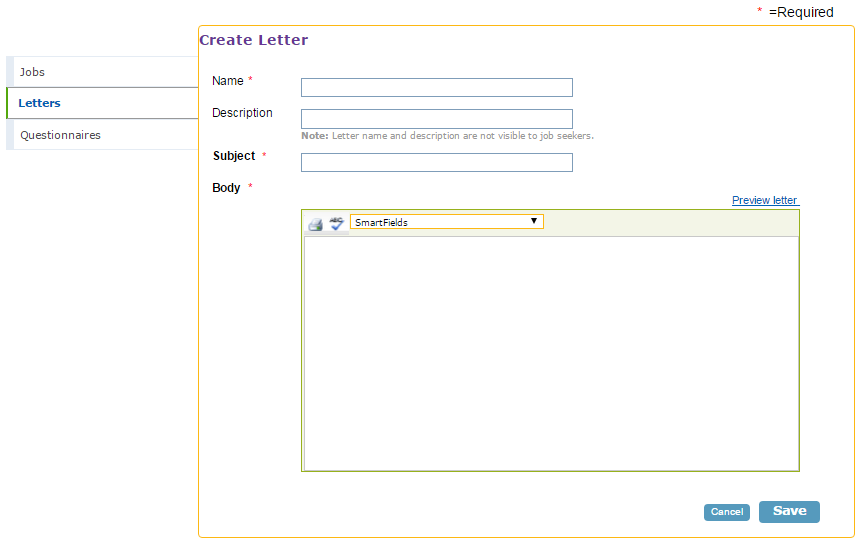 * =Required
Create Letter
Jobs
Letters
Questionnaires
Name *
Description
Note: Letter name and description are not visible to job seekers.
Subject *
Body *
Preview letter
ABC
SmartFields
Cancel
Save